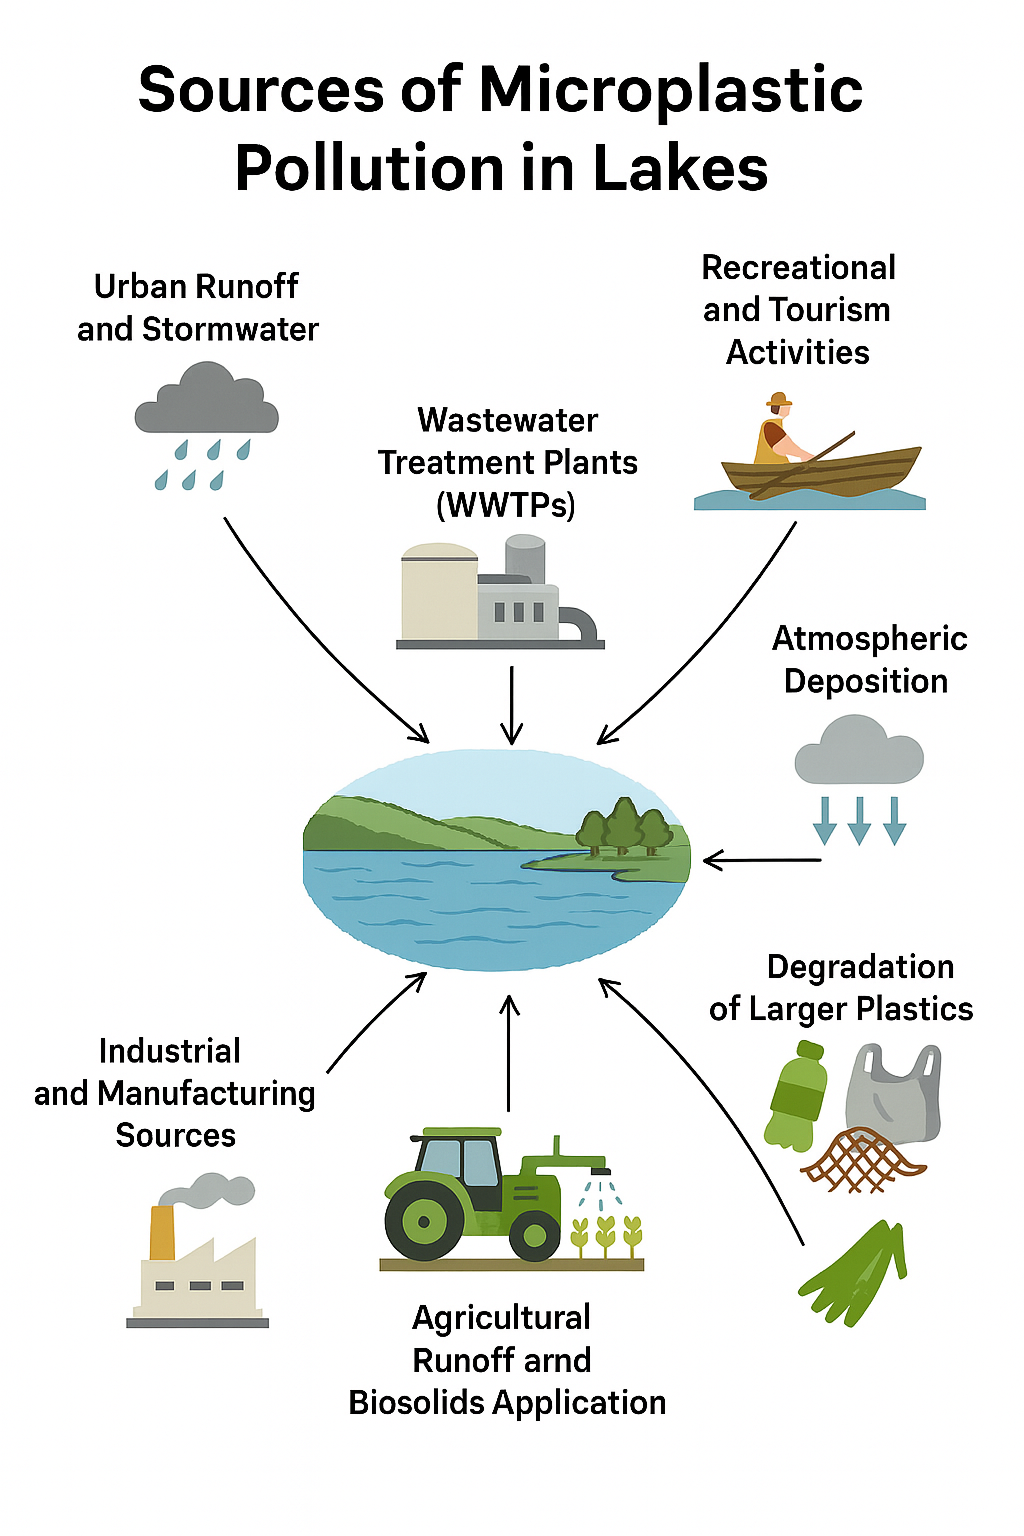 Sources of Microplastic
Pollution in Lakes
Urban Runoff
and Stormwater
Recreational
and Tourism
Activities
Wastewater
Treatment Plants
(WWTPs)
Atmospheric
Deposition
Degradation
of Larger Plastics
Industrial
and Manufacturing
Sources
Agricultural
Runoff arnd
Biosolids Application